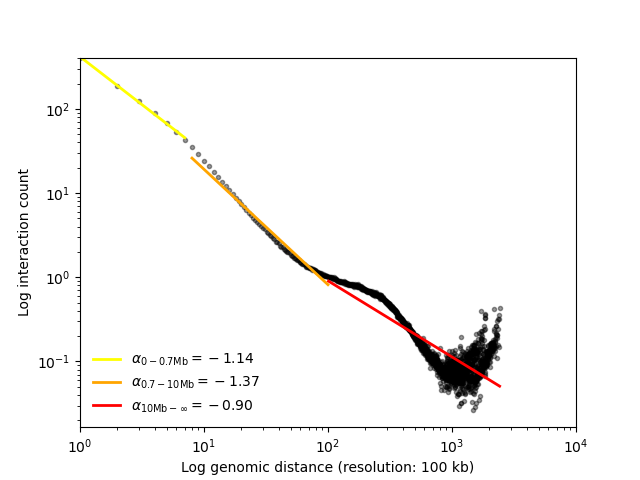 Log interaction count
10²
10¹
10⁰
10⁻¹
α₀₋₀.₇Mb = −1.14
α₀.₇₋₁₀Mb = −1.37
α₁₀Mb₋∞ = −0.90
10⁰ 10¹ 10² 10³ 10⁴
Log genomic distance (resolution: 100 kb)